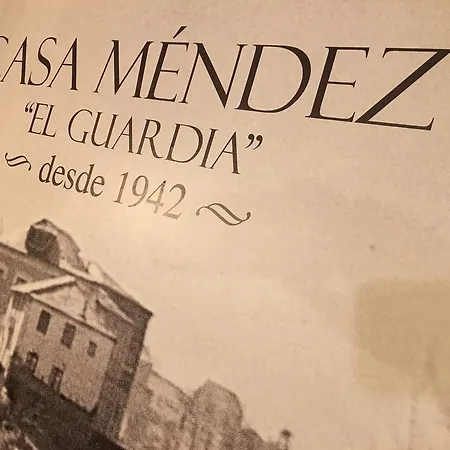 CASA MÉNDEZ
"EL GUARDIA"
desde 1942